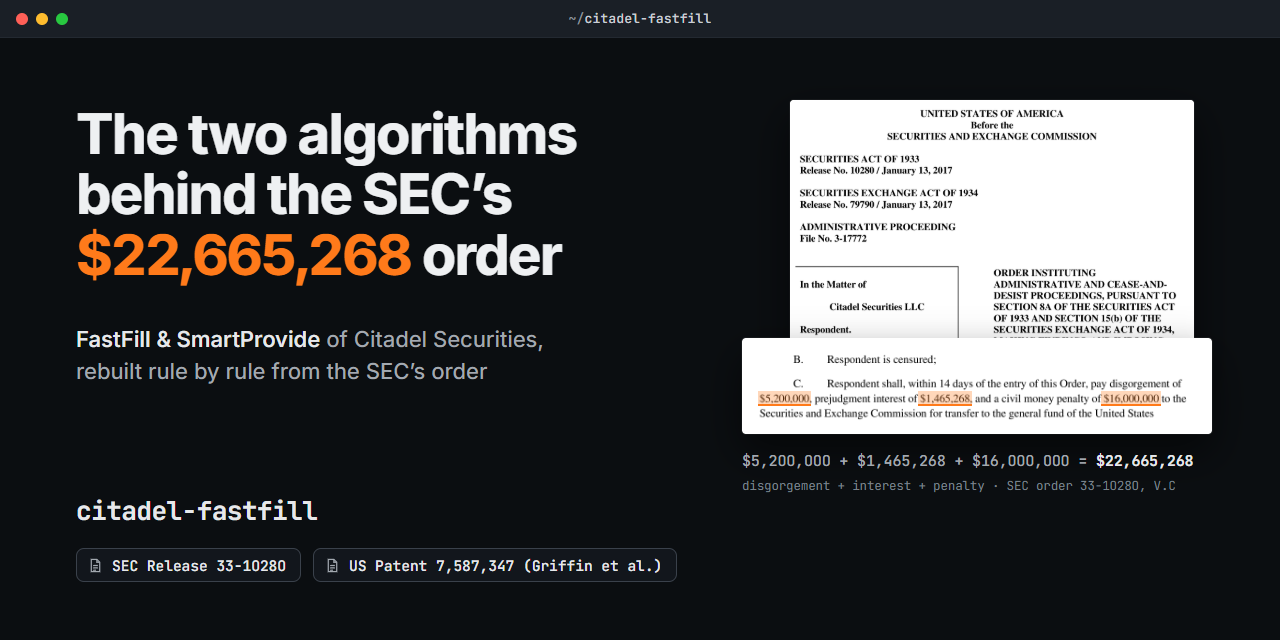 ~/citadel-fastfill
The two algorithms
behind the SEC’s
$22,665,268 order
FastFill & SmartProvide of Citadel Securities,
rebuilt rule by rule from the SEC’s order
citadel-fastfill
SEC Release 33-10280
US Patent 7,587,347 (Griffin et al.)
UNITED STATES OF AMERICA
Before the
SECURITIES AND EXCHANGE COMMISSION
SECURITIES ACT OF 1933
Release No. 10280 / January 13, 2017
SECURITIES EXCHANGE ACT OF 1934
Release No. 79790 / January 13, 2017
ADMINISTRATIVE PROCEEDING
File No. 3-17772
In the Matter of
Citadel Securities LLC
Respondent.
ORDER INSTITUTING
ADMINISTRATIVE AND CEASE-AND-
DESIST PROCEEDINGS, PURSUANT TO
SECTION 8A OF THE SECURITIES ACT
OF 1933 AND SECTION 15(b) OF THE
SECURITIES EXCHANGE ACT OF 1934,
B. Respondent is censured;
C. Respondent shall, within 14 days of the entry of this Order, pay disgorgement of
$5,200,000, prejudgment interest of $1,465,268, and a civil money penalty of $16,000,000 to the
Securities and Exchange Commission for transfer to the general fund of the United States
$5,200,000 + $1,465,268 + $16,000,000 = $22,665,268
disgorgement + interest + penalty · SEC order 33-10280, V.C